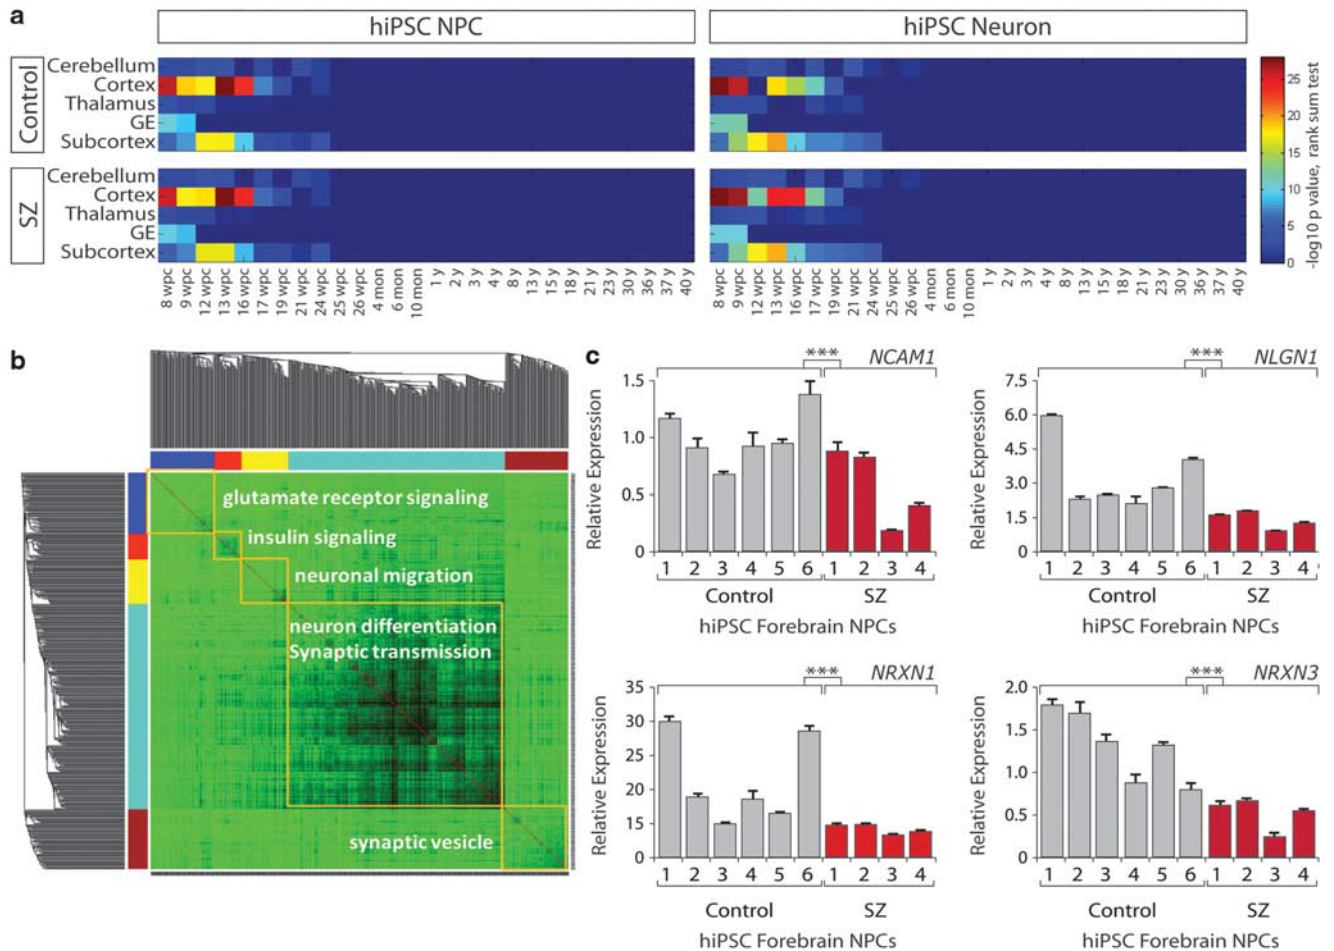 a
hiPSC NPC
hiPSC Neuron
Control
Cerebellum
Cortex
Thalamus
GE
Subcortex
SZ
Cerebellum
Cortex
Thalamus
GE
Subcortex
8 wpc 9 wpc 12 wpc 13 wpc 16 wpc 17 wpc 19 wpc 21 wpc 24 wpc 25 wpc 26 wpc 4 mon 6 mon 10 mon 1 y 2 y 3 y 4 y 8 y 13 y 15 y 18 y 21 y 23 y 30 y 36 y 37 y 40 y
8 wpc 9 wpc 12 wpc 13 wpc 16 wpc 17 wpc 19 wpc 21 wpc 24 wpc 25 wpc 26 wpc 4 mon 6 mon 10 mon 1 y 2 y 3 y 4 y 8 y 13 y 15 y 18 y 21 y 23 y 30 y 36 y 37 y 40 y
25
20
15
10
5
0
-log10 p value, rank sum test
b
glutamate receptor signaling
insulin signaling
neuronal migration
neuron differentiation
Synaptic transmission
synaptic vesicle
c
*** NCAM1
Relative Expression
1.5
1.0
0.5
0
1 2 3 4 5 6 1 2 3 4
Control SZ
hiPSC Forebrain NPCs
*** NLGN1
Relative Expression
7.5
6.0
4.5
3.0
1.5
0
1 2 3 4 5 6 1 2 3 4
Control SZ
hiPSC Forebrain NPCs
*** NRXN1
Relative Expression
35
30
25
20
15
10
5
0
1 2 3 4 5 6 1 2 3 4
Control SZ
hiPSC Forebrain NPCs
*** NRXN3
Relative Expression
2.0
1.5
1.0
0.5
0
1 2 3 4 5 6 1 2 3 4
Control SZ
hiPSC Forebrain NPCs